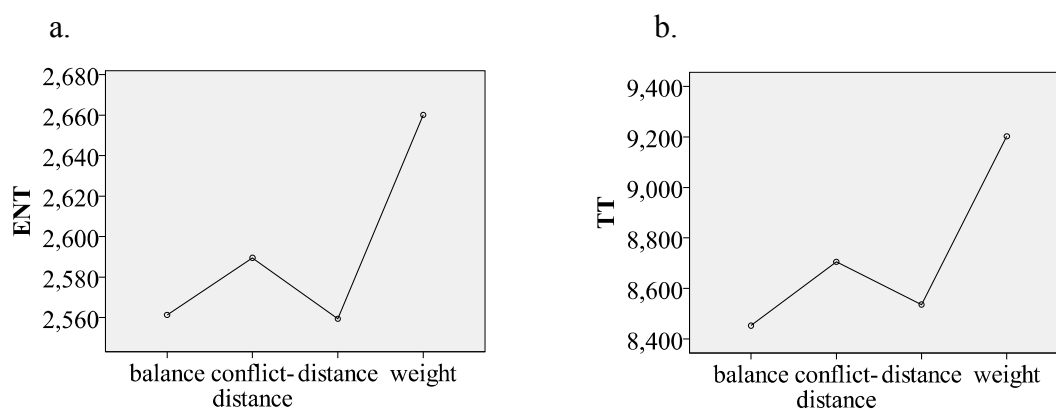 a.
2,680
2,660
2,640
2,620
2,600
2,580
2,560
ENT
balance conflict- distance weight
distance
b.
9,400
9,200
9,000
8,800
8,600
8,400
TT
balance conflict- distance weight
distance